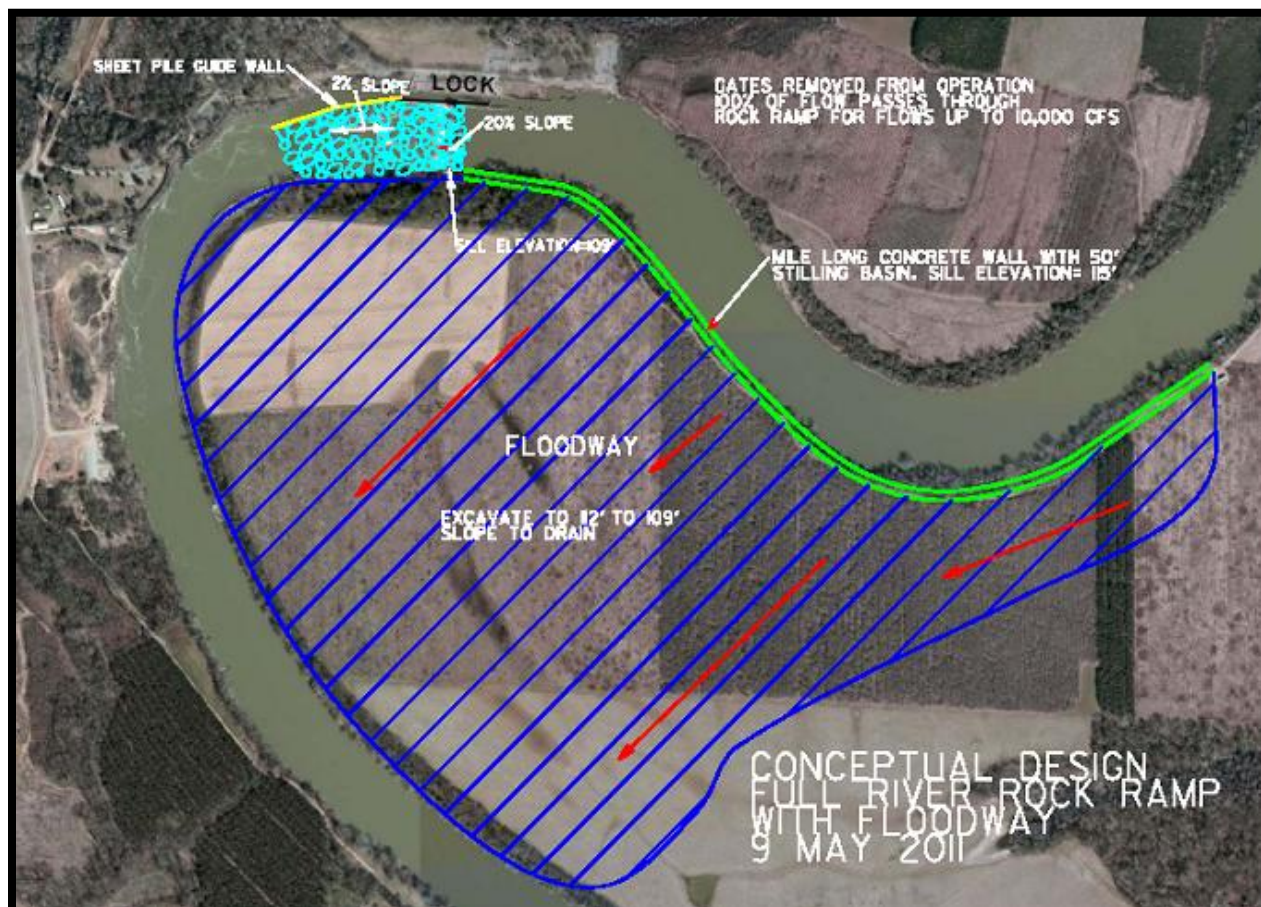 SHEET PILE GUIDE WALL
2% SLOPE
LOCK
20% SLOPE
GATES REMOVED FROM OPERATION
100% OF FLOW PASSES THROUGH
ROCK RAMP FOR FLOWS UP TO 10,000 CFS
SILL ELEVATION=109'
MILE LONG CONCRETE WALL WITH 50'
STILLING BASIN. SILL ELEVATION= 115'
FLOODWAY
EXCAVATE TO 112' TO 109'
SLOPE TO DRAIN
CONCEPTUAL DESIGN
FULL RIVER ROCK RAMP
WITH FLOODWAY
9 MAY 2011